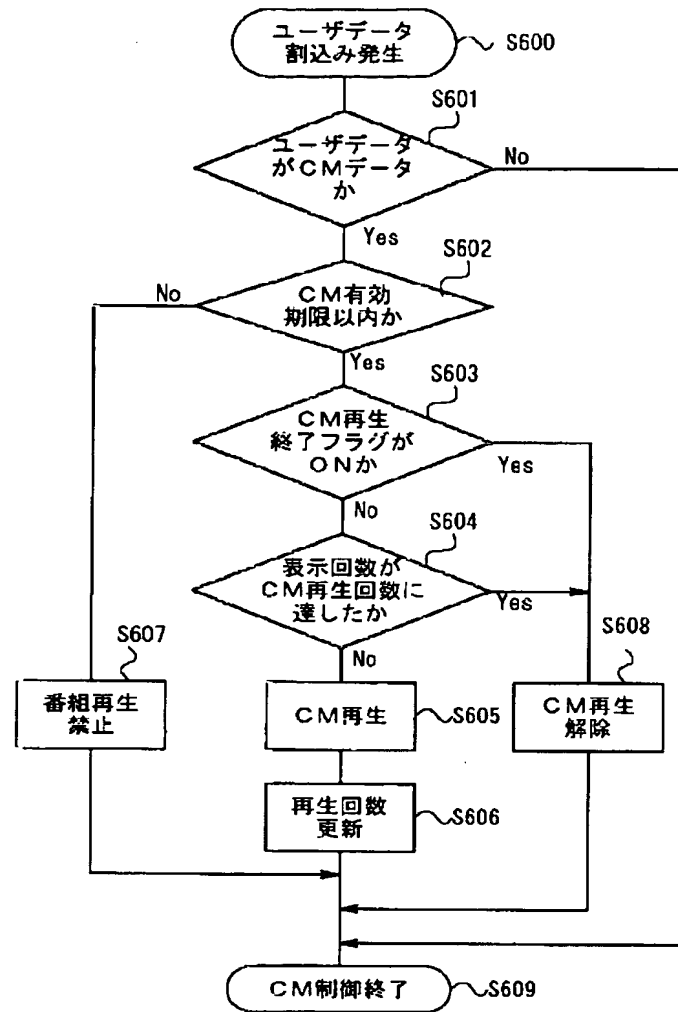 ユーザデータ
割込み発生
S600
S601
ユーザデータ
がCMデータ
か
No
Yes
S602
No
CM有効
期限以内か
Yes
S603
CM再生
終了フラグが
ONか
Yes
No
S604
表示回数が
CM再生回数に
達したか
Yes
No
S607
番組再生
禁止
CM再生
S605
S608
CM再生
解除
再生回数
更新
S606
CM制御終了
S609